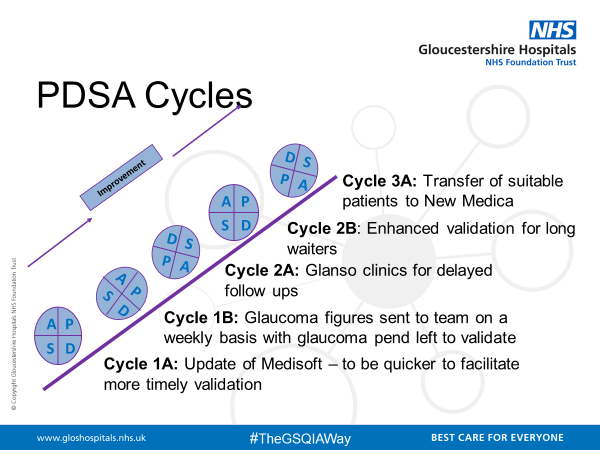 NHS
Gloucestershire Hospitals
NHS Foundation Trust
PDSA Cycles
Improvement
D S
P A
Cycle 3A: Transfer of suitable
patients to New Medica
A P
S D
Cycle 2B: Enhanced validation for long
waiters
D S
P A
Cycle 2A: Glanso clinics for delayed
follow ups
A P
S D
Cycle 1B: Glaucoma figures sent to team on a
weekly basis with glaucoma pend left to validate
A P
S D
Cycle 1A: Update of Medisoft – to be quicker to facilitate
more timely validation
© Copyright Gloucestershire Hospitals NHS Foundation Trust
www.gloshospitals.nhs.uk
#TheGSQIAWay
BEST CARE FOR EVERYONE